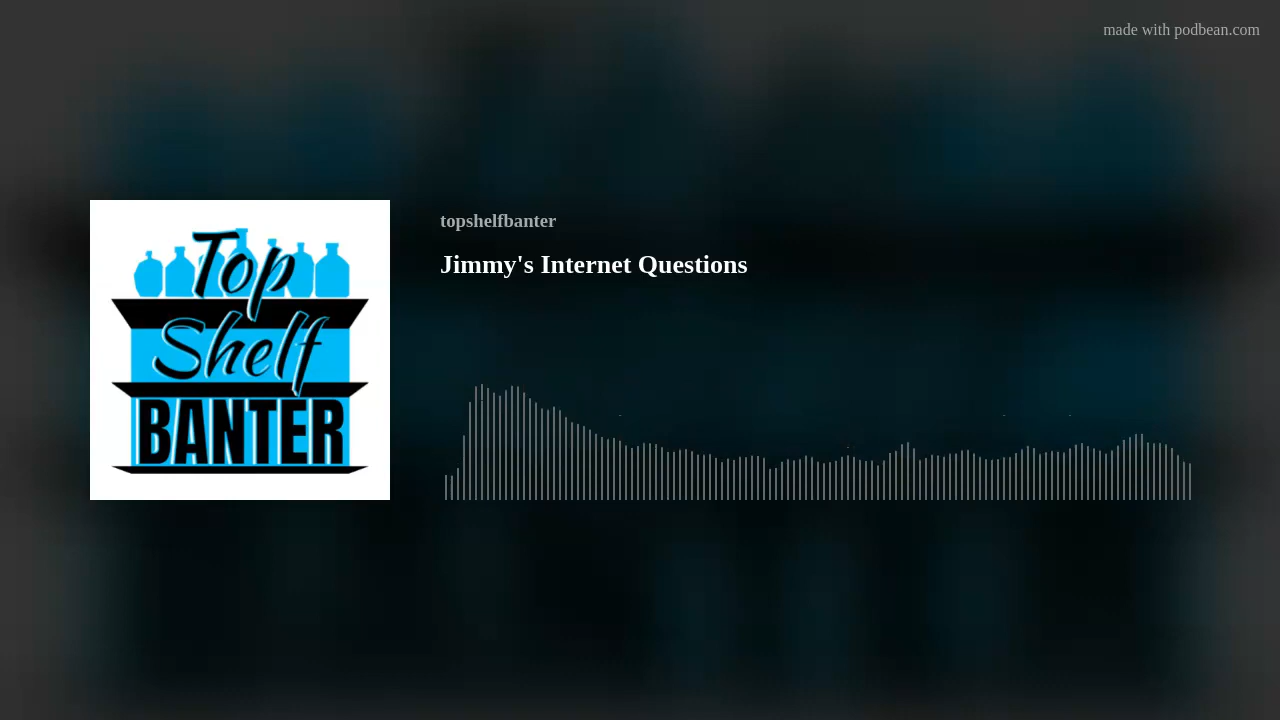 made with podbean.com
Top
Shelf
BANTER
topshelfbanter
Jimmy's Internet Questions